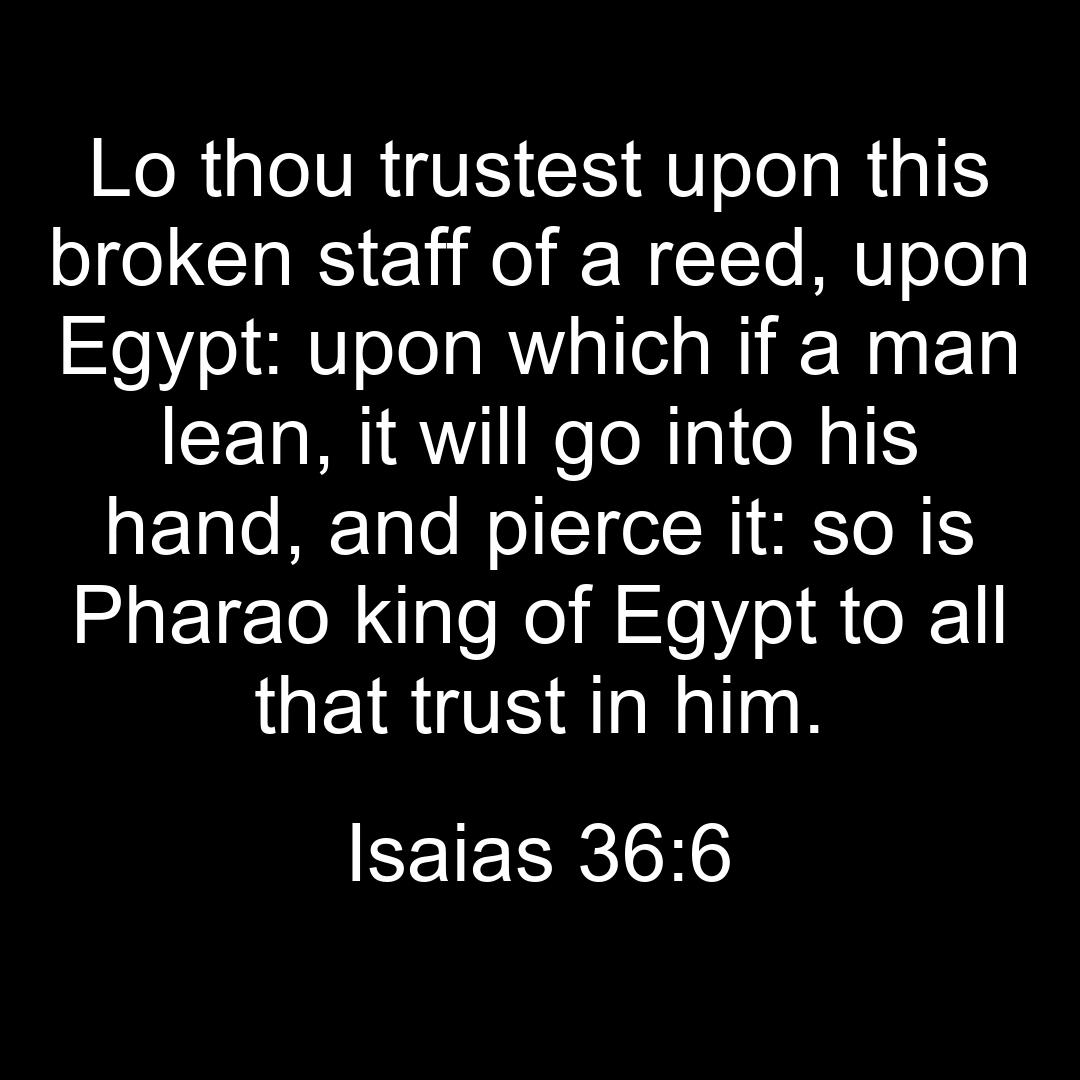 Lo thou trustest upon this
broken staff of a reed, upon
Egypt: upon which if a man
lean, it will go into his
hand, and pierce it: so is
Pharao king of Egypt to all
that trust in him.
Isaias 36:6